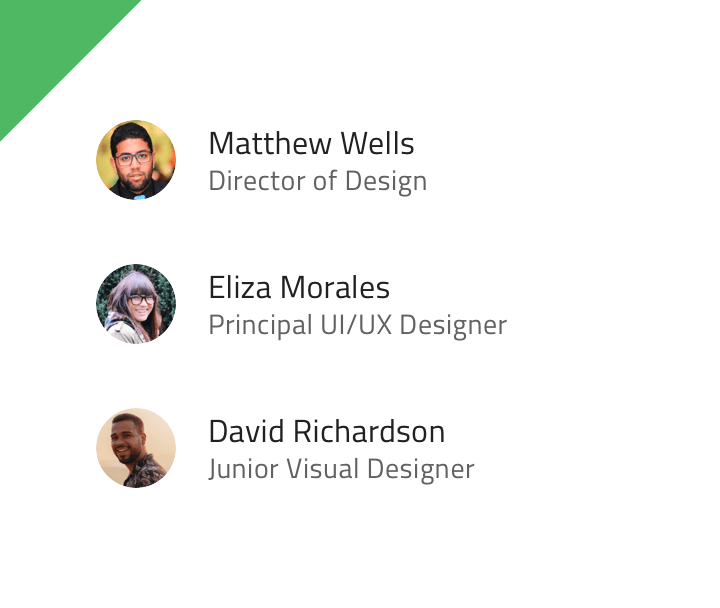 Matthew Wells
Director of Design
Eliza Morales
Principal UI/UX Designer
David Richardson
Junior Visual Designer